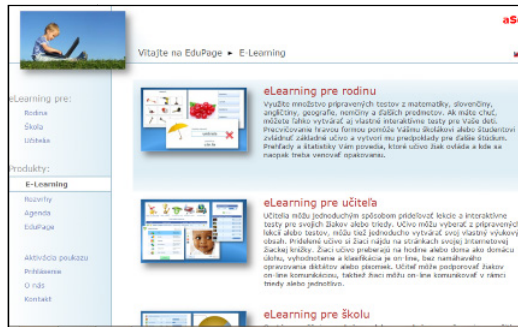 aS
Vitajte na EduPage ► E-Learning
eLearning pre:
Rodina
Škola
Učitelia
Produkty:
E-Learning
Rozvrhy
Agenda
EduPage
Aktivácia poukazu
Prihlásenie
O nás
Kontakt
eLearning pre rodinu
Využite množstvo pripravených testov z matematiky, slovenčiny,
angličtiny, geografie, nemčiny a ďalších predmetov. Ak máte chuť,
môžete ľahko vytvárať aj vlastné interaktívne testy pre Vaše deti.
Precvičovanie hravou formou pomôže Vášmu školákovi alebo študentovi
zvládnuť základné učivo a vytvorí mu predpoklady pre ďalšie štúdium.
Prehľady a štatistiky Vám povedia, ktoré učivo žiak ovláda a kde sa
naopak treba venovať opakovaniu.
eLearning pre učiteľa
Učitelia môžu jednoduchým spôsobom prideľovať lekcie a interaktívne
testy pre svojich žiakov alebo triedy. Učivo môžu vyberať z pripravených
lekcií alebo testov, môžu tiež jednoducho vytvárať svoj vlastný výukový
obsah. Pridelené učivo si žiaci nájdu na stránkach svojej Internetovej
žiackej knižky. Žiaci učivo preberajú na hodine alebo doma ako domácu
úlohu, vyhodnotenie a klasifikácia je on-line, bez namáhavého
opravovania diktátov alebo písomiek. Učiteľ môže podporovať žiakov
on-line komunikáciou, taktiež žiaci môžu on-line komunikovať v rámci
triedy alebo jednotlivo.
eLearning pre školu